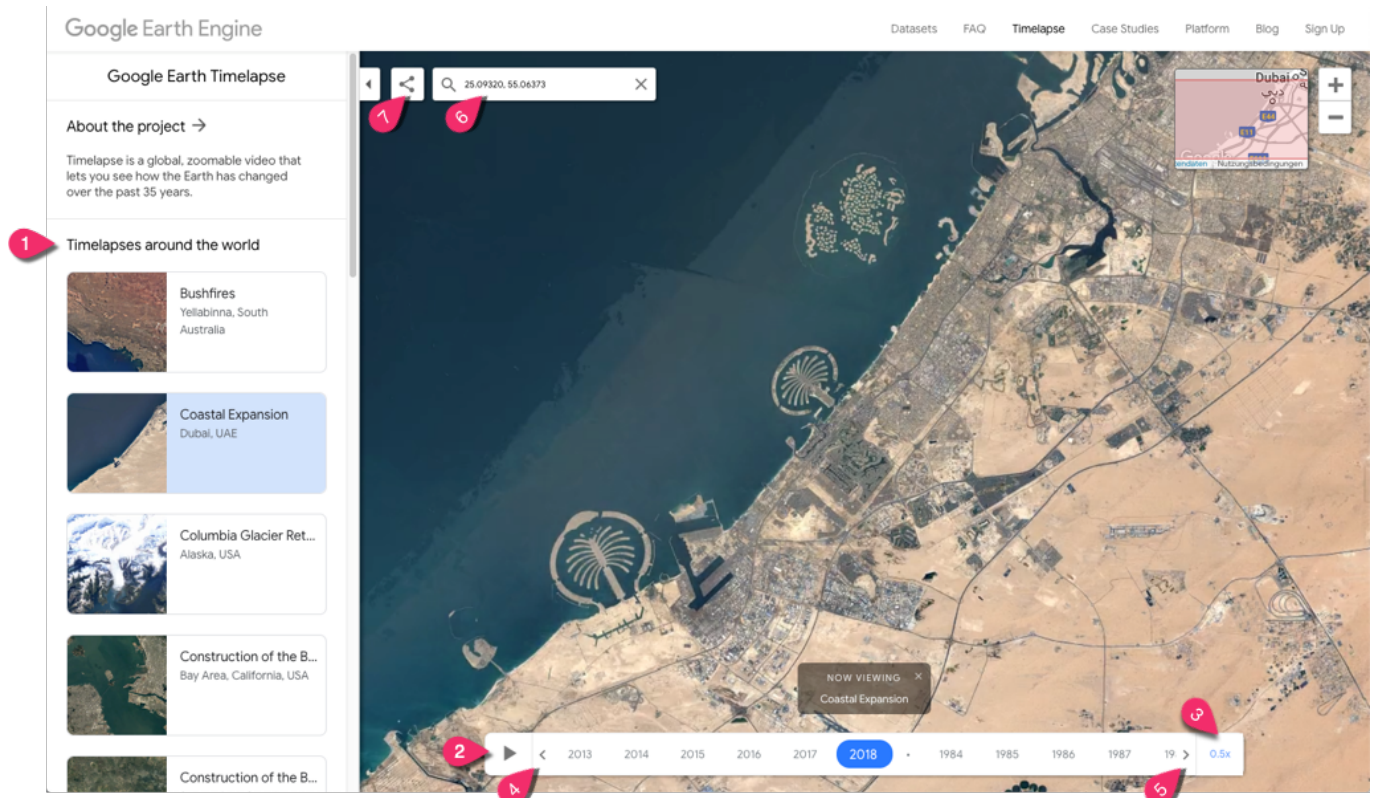 Google Earth Engine
Datasets FAQ Timelapse Case Studies Platform Blog Sign Up
Google Earth Timelapse
About the project →
Timelapse is a global, zoomable video that
lets you see how the Earth has changed
over the past 35 years.
1
Timelapses around the world
Bushfires
Yellabinna, South
Australia
Coastal Expansion
Dubai, UAE
Columbia Glacier Ret...
Alaska, USA
Construction of the B...
Bay Area, California, USA
Construction of the B...
7
25.09320, 55.06373
6
Dubai
دبي
E44
E11
endaten Nutzungsbedingungen
+
−
NOW VIEWING ×
Coastal Expansion
3
2
2013 2014 2015 2016 2017 2018 • 1984 1985 1986 1987 19 0.5x
4
5